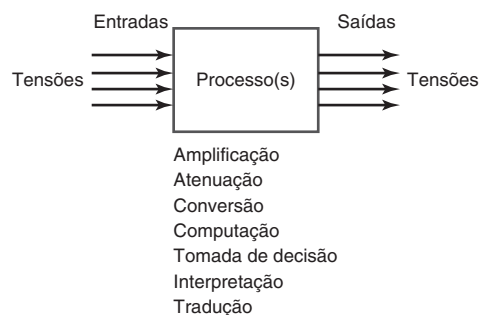 Entradas
Saídas
Tensões
Processo(s)
Tensões
Amplificação
Atenuação
Conversão
Computação
Tomada de decisão
Interpretação
Tradução